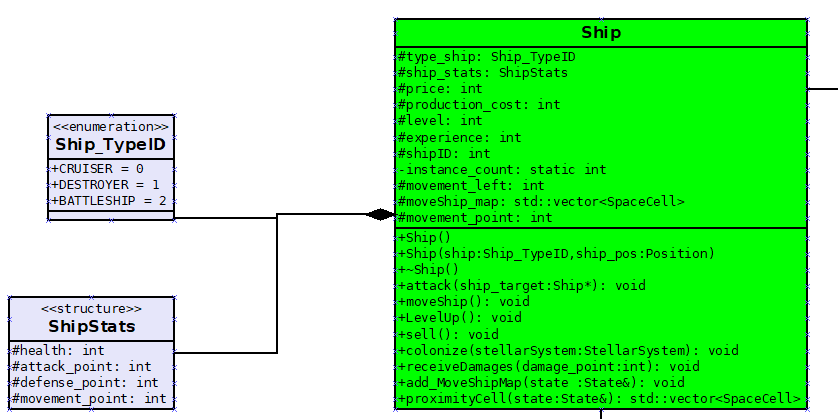 Ship
#type_ship: Ship_TypeID
#ship_stats: ShipStats
#price: int
#production_cost: int
#level: int
#experience: int
#shipID: int
-instance_count: static int
#movement_left: int
#moveShip_map: std::vector<SpaceCell>
#movement_point: int
+Ship()
+Ship(ship:Ship_TypeID,ship_pos:Position)
+~Ship()
+attack(ship_target:Ship*): void
+moveShip(): void
+LevelUp(): void
+sell(): void
+colonize(stellarSystem:StellarSystem): void
+receiveDamages(damage_point:int): void
+add_MoveShipMap(state :State&): void
+proximityCell(state:State&): std::vector<SpaceCell>
<<enumeration>>
Ship_TypeID
+CRUISER = 0
+DESTROYER = 1
+BATTLESHIP = 2
<<structure>>
ShipStats
#health: int
#attack_point: int
#defense_point: int
#movement_point: int